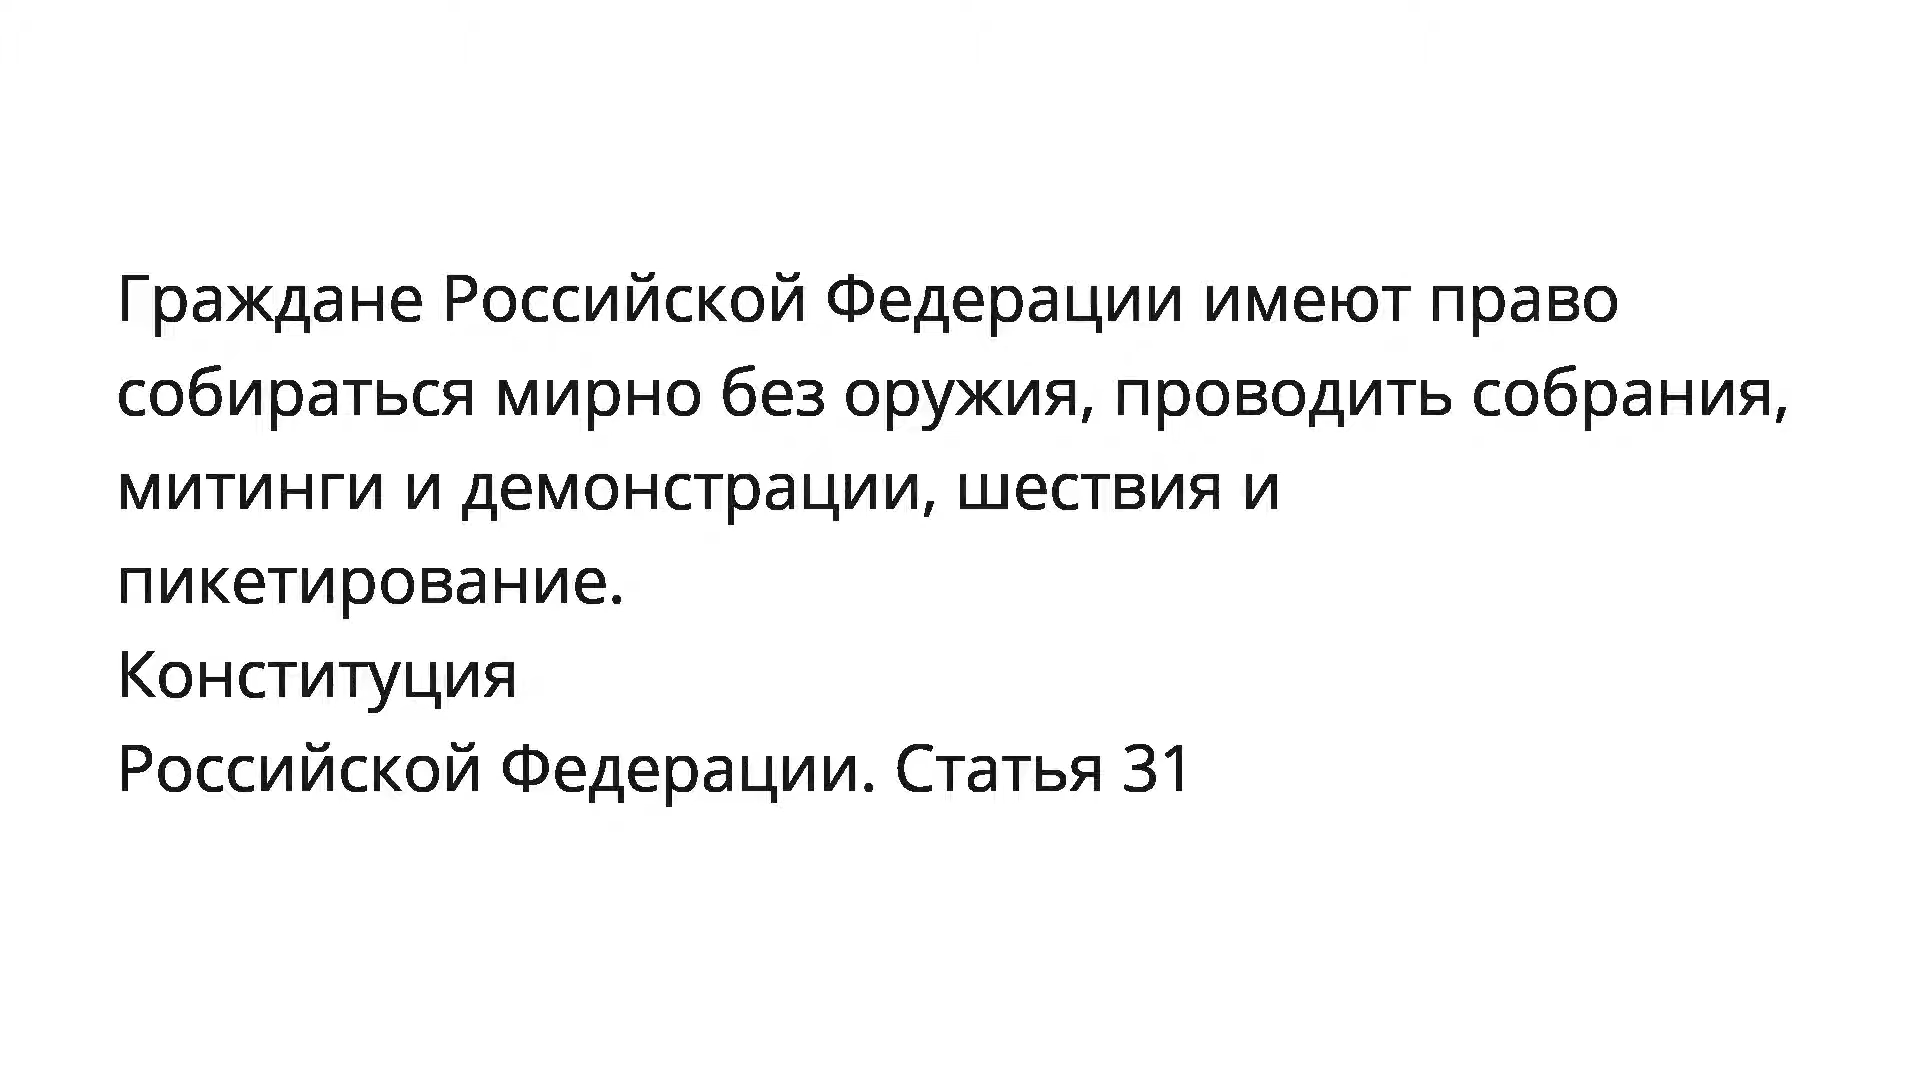 Граждане Российской Федерации имеют право
собираться мирно без оружия, проводить собрания,
митинги и демонстрации, шествия и
пикетирование.
Конституция
Российской Федерации. Статья 31